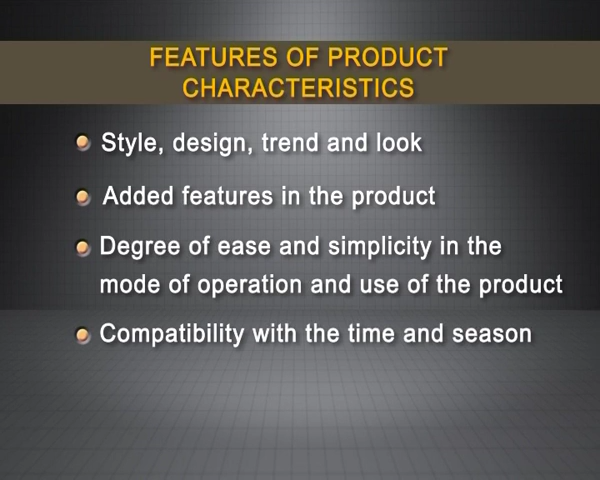 FEATURES OF PRODUCT
CHARACTERISTICS
Style, design, trend and look
Added features in the product
Degree of ease and simplicity in the
mode of operation and use of the product
Compatibility with the time and season